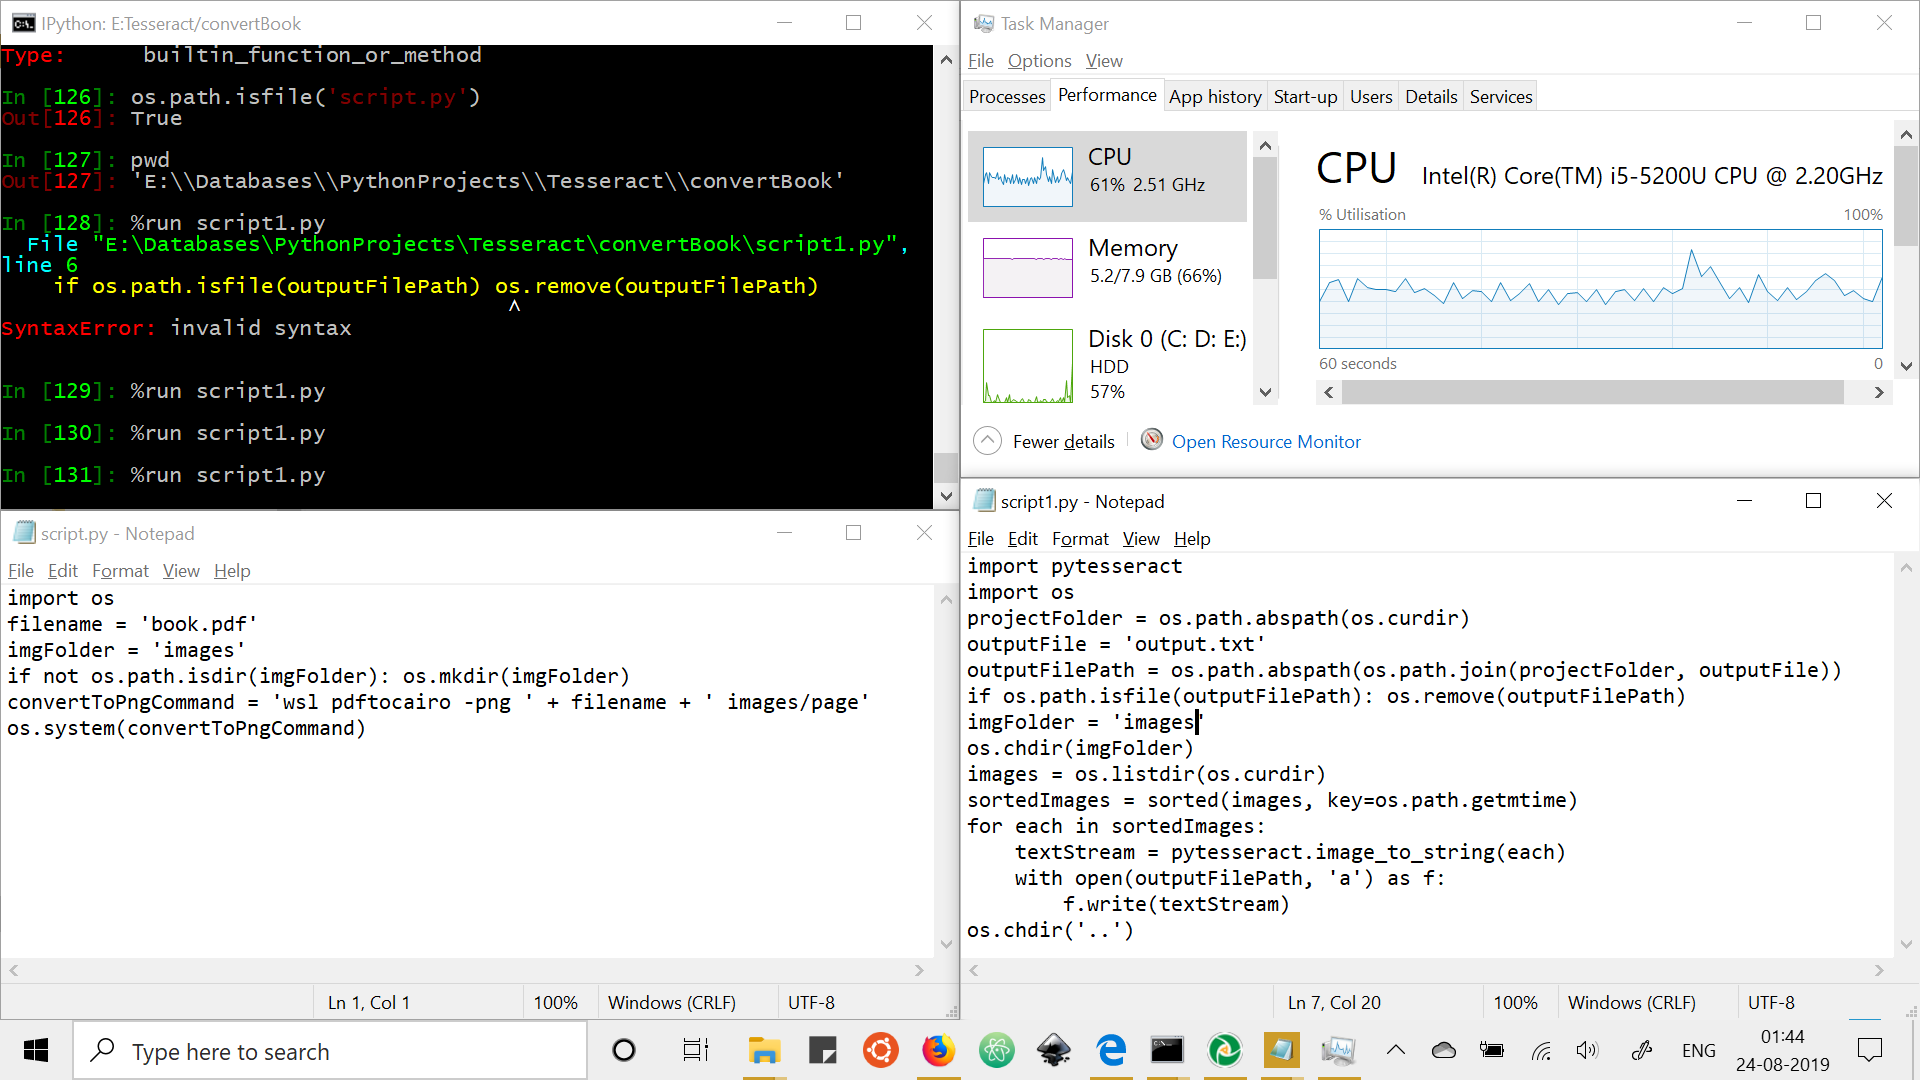 IPython: E:Tesseract/convertBook
Type:      builtin_function_or_method
In [126]: os.path.isfile('script.py')
Out[126]: True
In [127]: pwd
Out[127]: 'E:\\Databases\\PythonProjects\\Tesseract\\convertBook'
In [128]: %run script1.py
  File "E:\Databases\PythonProjects\Tesseract\convertBook\script1.py",
line 6
    if os.path.isfile(outputFilePath) os.remove(outputFilePath)
                                       ^
SyntaxError: invalid syntax
In [129]: %run script1.py
In [130]: %run script1.py
In [131]: %run script1.py
Task Manager
File Options View
Processes Performance App history Start-up Users Details Services
CPU
61% 2.51 GHz
Memory
5.2/7.9 GB (66%)
Disk 0 (C: D: E:)
HDD
57%
CPU Intel(R) Core(TM) i5-5200U CPU @ 2.20GHz
% Utilisation 100%
60 seconds 0
Fewer details Open Resource Monitor
script.py - Notepad
File Edit Format View Help
import os
filename = 'book.pdf'
imgFolder = 'images'
if not os.path.isdir(imgFolder): os.mkdir(imgFolder)
convertToPngCommand = 'wsl pdftocairo -png ' + filename + ' images/page'
os.system(convertToPngCommand)
Ln 1, Col 1 100% Windows (CRLF) UTF-8
script1.py - Notepad
File Edit Format View Help
import pytesseract
import os
projectFolder = os.path.abspath(os.curdir)
outputFile = 'output.txt'
outputFilePath = os.path.abspath(os.path.join(projectFolder, outputFile))
if os.path.isfile(outputFilePath): os.remove(outputFilePath)
imgFolder = 'images'
os.chdir(imgFolder)
images = os.listdir(os.curdir)
sortedImages = sorted(images, key=os.path.getmtime)
for each in sortedImages:
    textStream = pytesseract.image_to_string(each)
    with open(outputFilePath, 'a') as f:
        f.write(textStream)
os.chdir('..')
Ln 7, Col 20 100% Windows (CRLF) UTF-8
Type here to search
ENG
01:44
24-08-2019